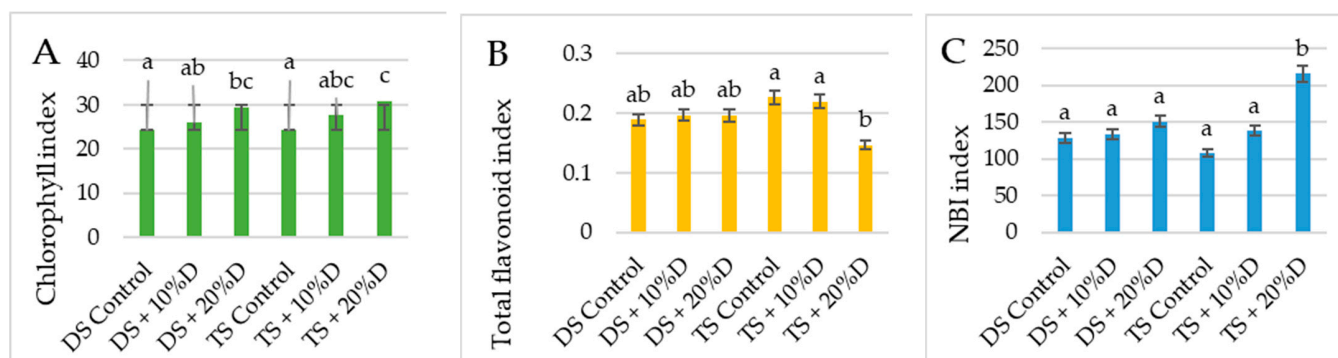 A
Chlorophyll index
40
30
20
10
0
a
ab
bc
a
abc
c
DS Control
DS + 10%D
DS + 20%D
TS Control
TS + 10%D
TS + 20%D
B
Total flavonoid index
0.3
0.2
0.1
0
ab
ab
ab
a
a
b
DS Control
DS + 10%D
DS + 20%D
TS Control
TS + 10%D
TS + 20%D
C
NBI index
250
200
150
100
50
0
a
a
a
a
a
b
DS Control
DS + 10%D
DS + 20%D
TS Control
TS + 10%D
TS + 20%D